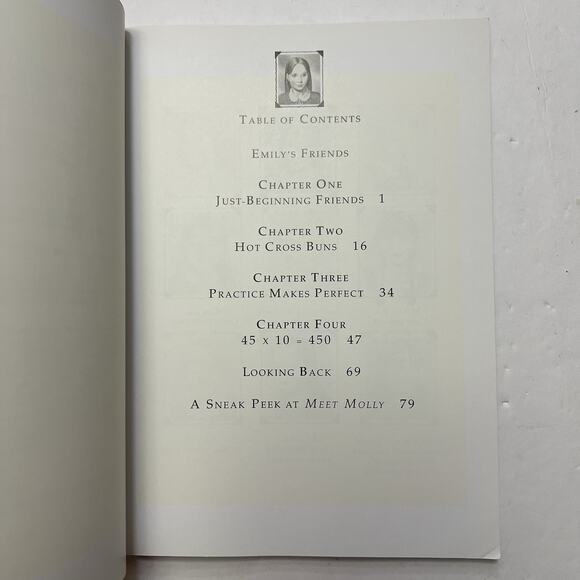 Table of Contents
Emily's Friends
Chapter One
Just-Beginning Friends 1
Chapter Two
Hot Cross Buns 16
Chapter Three
Practice Makes Perfect 34
Chapter Four
45 x 10 = 450 47
Looking Back 69
A Sneak Peek at Meet Molly 79